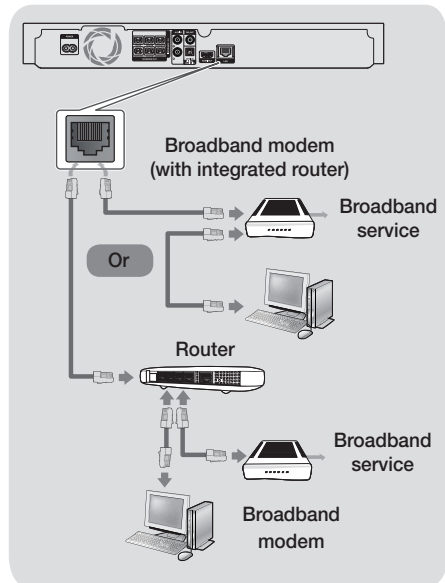 Broadband modem
(with integrated router)
Broadband
service
Or
Router
Broadband
service
Broadband
modem